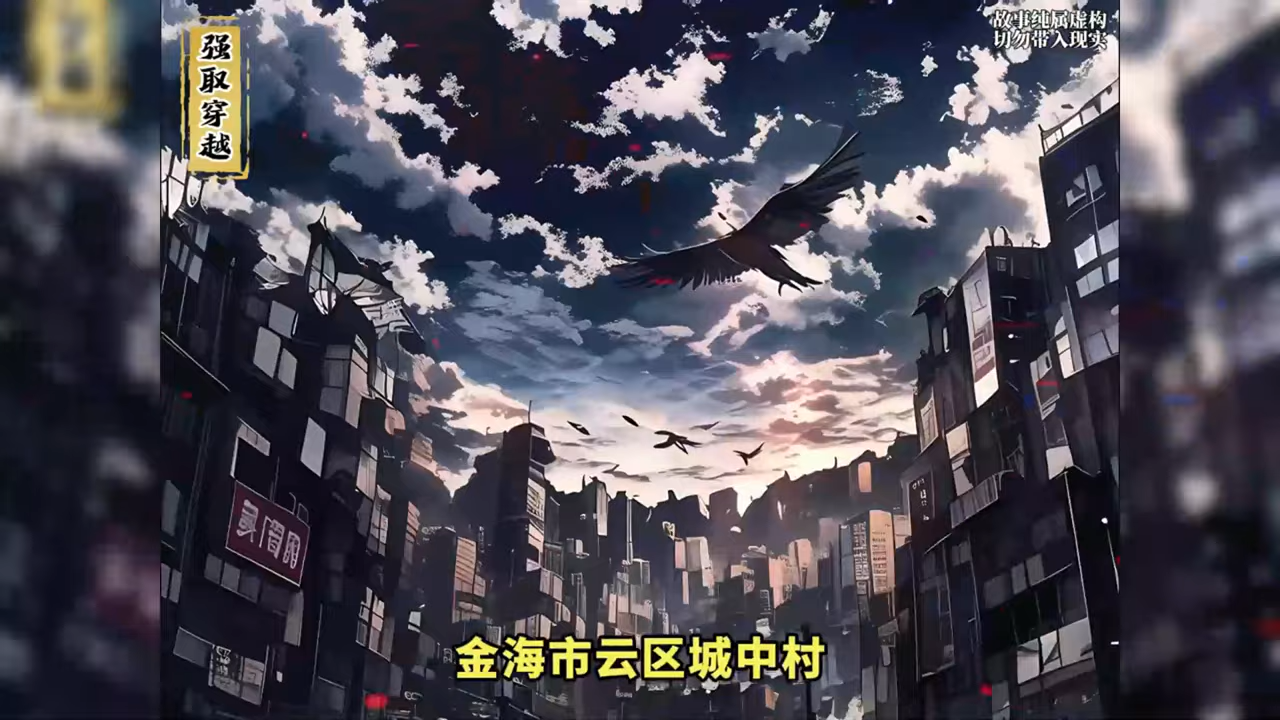 强取穿越
故事纯属虚构
切勿带入现实
金海市云区城中村